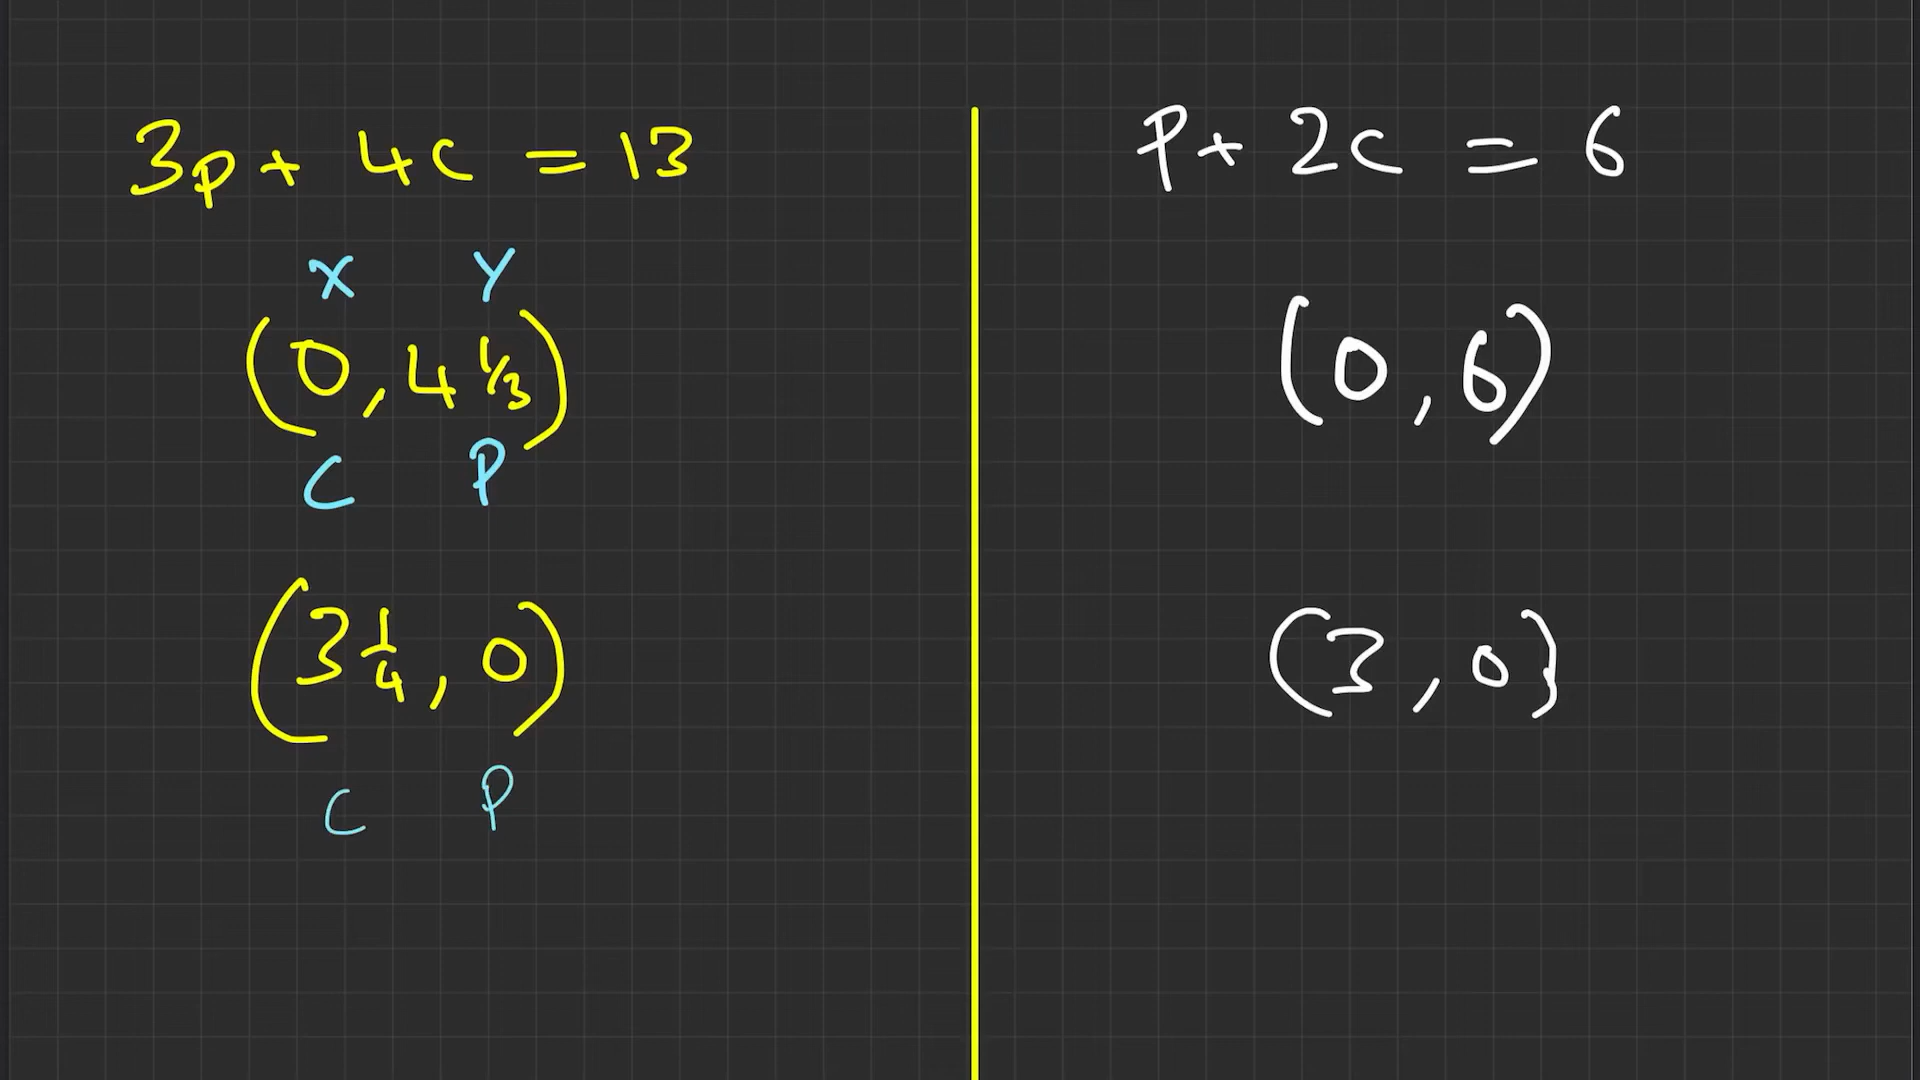 3p + 4c = 13
X Y
(0, 4 1/3)
C P
(3 1/4, 0)
C P
P + 2c = 6
(0, 6)
(3, 0}